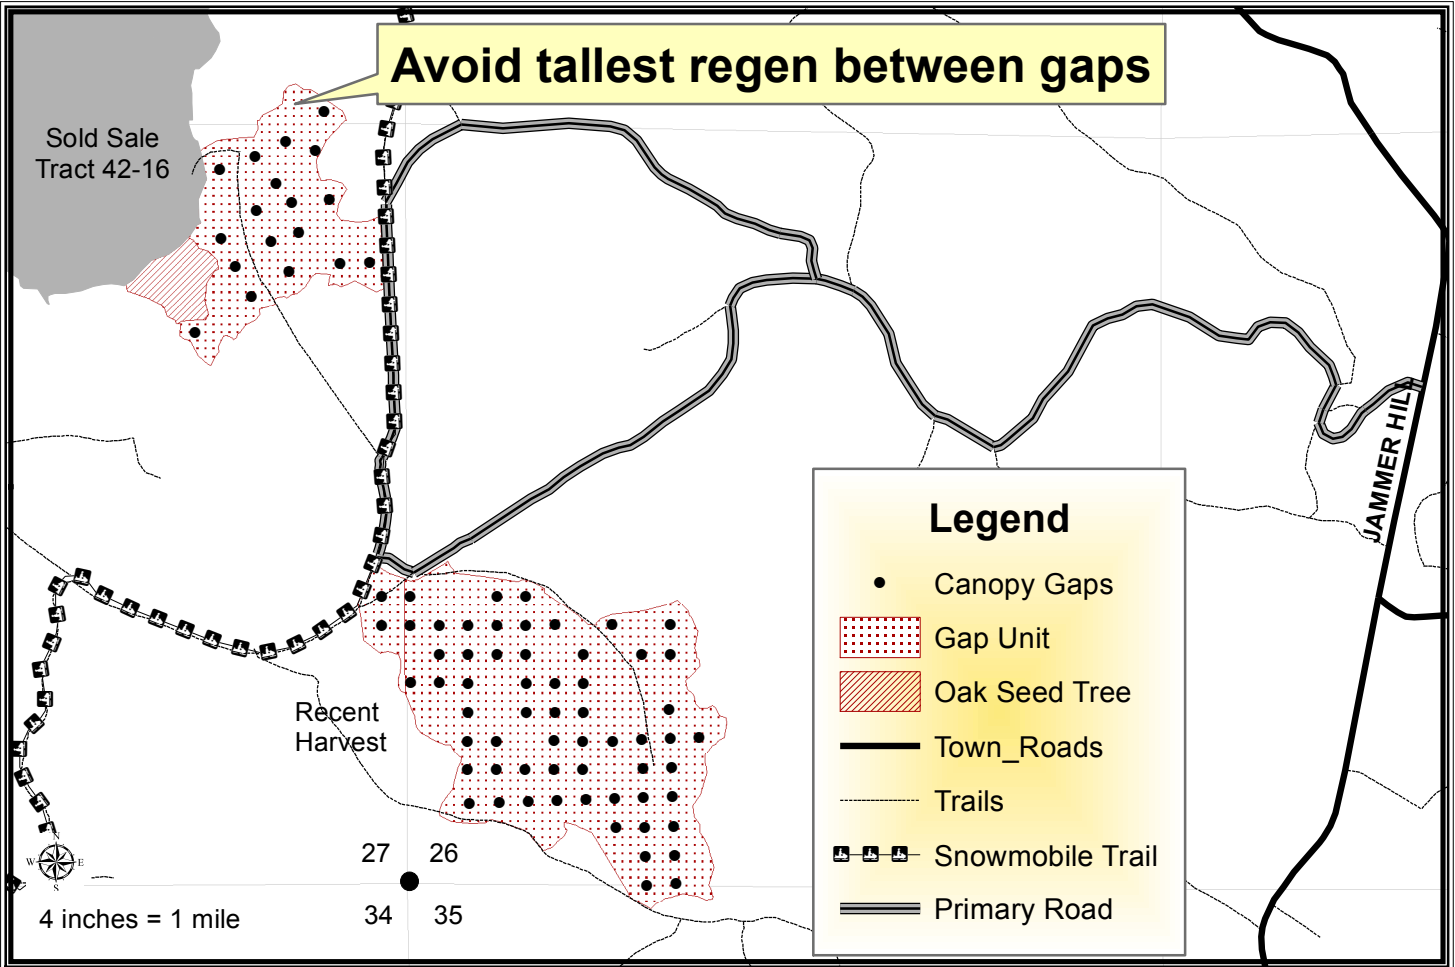 Avoid tallest regen between gaps
Sold Sale
Tract 42-16
JAMMER HILL
Recent
Harvest
Legend
Canopy Gaps
Gap Unit
Oak Seed Tree
Town_Roads
Trails
Snowmobile Trail
Primary Road
27 26
34 35
N
W E
S
4 inches = 1 mile